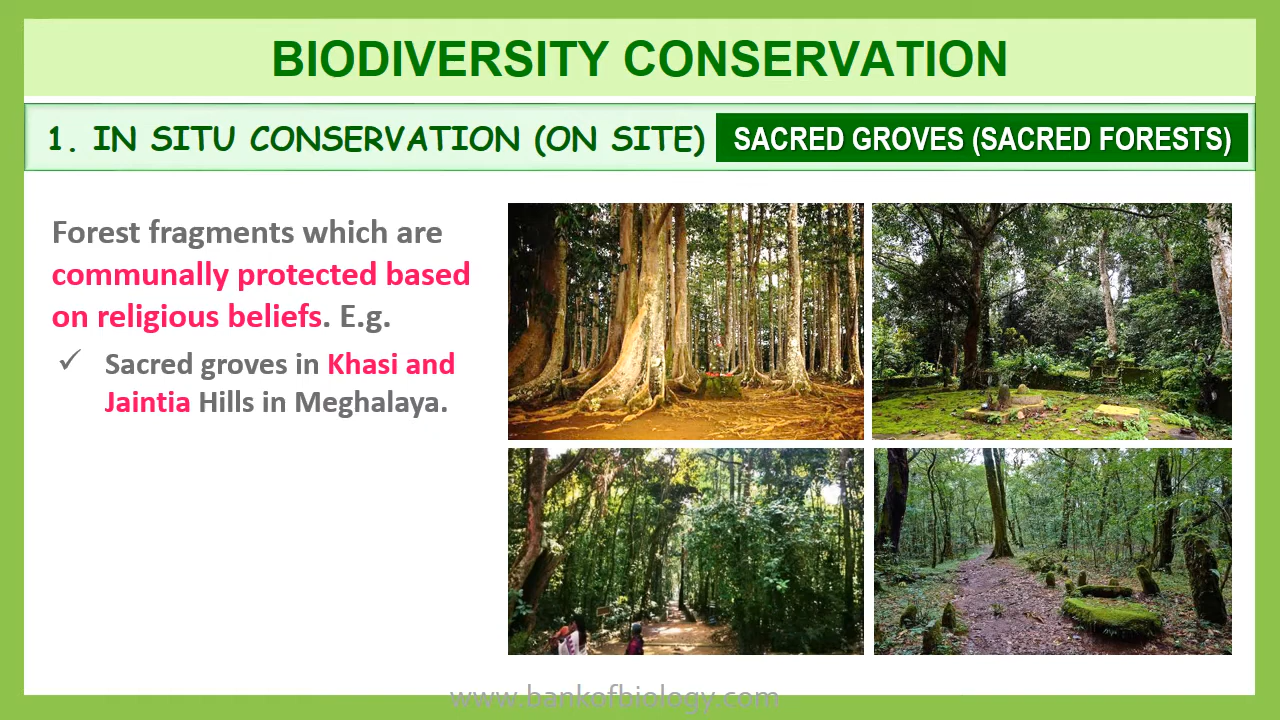 BIODIVERSITY CONSERVATION
1. IN SITU CONSERVATION (ON SITE) SACRED GROVES (SACRED FORESTS)
Forest fragments which are
communally protected based
on religious beliefs. E.g.
✓ Sacred groves in Khasi and
Jaintia Hills in Meghalaya.
www.bankofbiology.com